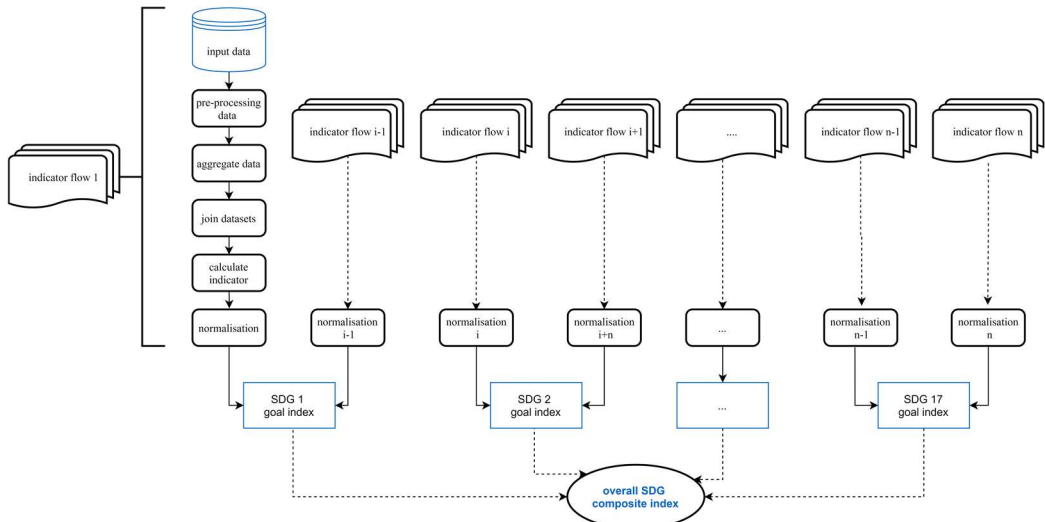 input data
pre-processing
data
indicator flow i-1
indicator flow i
indicator flow i+1
....
indicator flow n-1
indicator flow n
aggregate data
indicator flow 1
join datasets
calculate
indicator
normalisation
normalisation
i-1
normalisation
i
normalisation
i+n
...
normalisation
n-1
normalisation
n
SDG 1
goal index
SDG 2
goal index
...
SDG 17
goal index
overall SDG
composite index